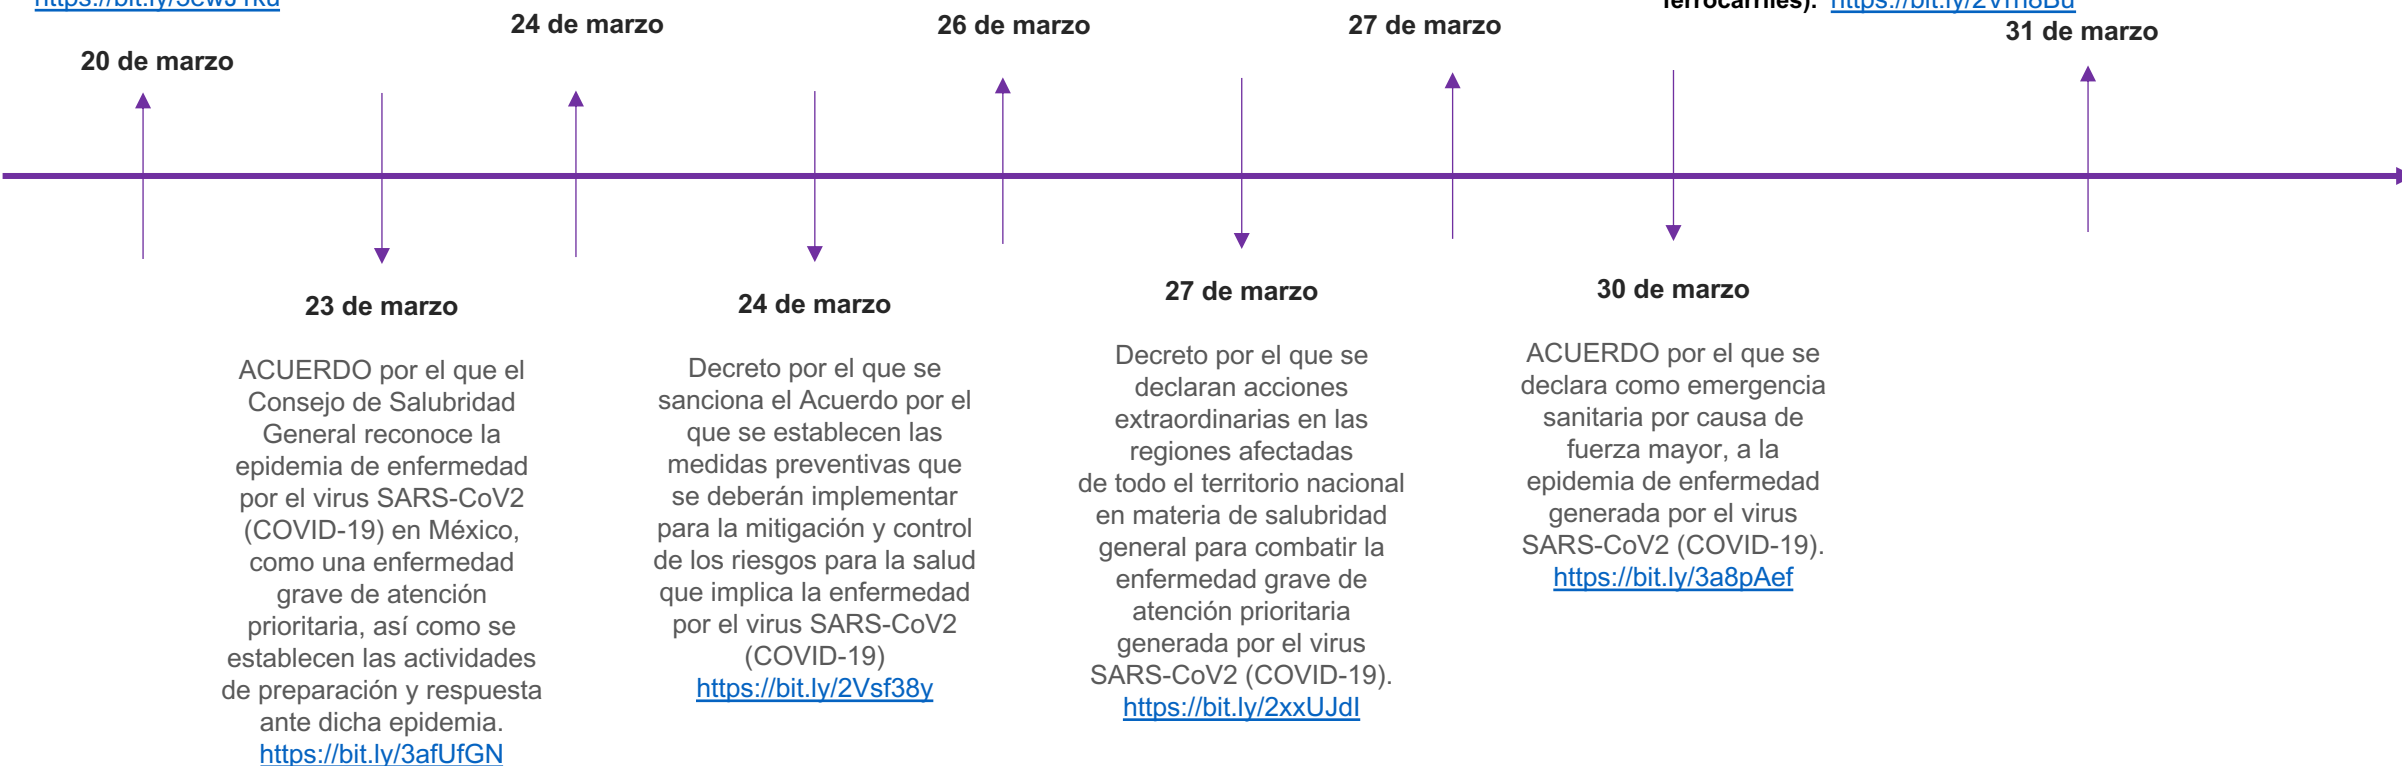 24 de marzo
26 de marzo
27 de marzo
31 de marzo
20 de marzo
23 de marzo
ACUERDO por el que el
Consejo de Salubridad
General reconoce la
epidemia de enfermedad
por el virus SARS-CoV2
(COVID-19) en México,
como una enfermedad
grave de atención
prioritaria, así como se
establecen las actividades
de preparación y respuesta
ante dicha epidemia.
https://bit.ly/3afUfGN
24 de marzo
Decreto por el que se
sanciona el Acuerdo por el
que se establecen las
medidas preventivas que
se deberán implementar
para la mitigación y control
de los riesgos para la salud
que implica la enfermedad
por el virus SARS-CoV2
(COVID-19)
https://bit.ly/2Vsf38y
27 de marzo
Decreto por el que se
declaran acciones
extraordinarias en las
regiones afectadas
de todo el territorio nacional
en materia de salubridad
general para combatir la
enfermedad grave de
atención prioritaria
generada por el virus
SARS-CoV2 (COVID-19).
https://bit.ly/2xxUJdI
30 de marzo
ACUERDO por el que se
declara como emergencia
sanitaria por causa de
fuerza mayor, a la
epidemia de enfermedad
generada por el virus
SARS-CoV2 (COVID-19).
https://bit.ly/3a8pAef